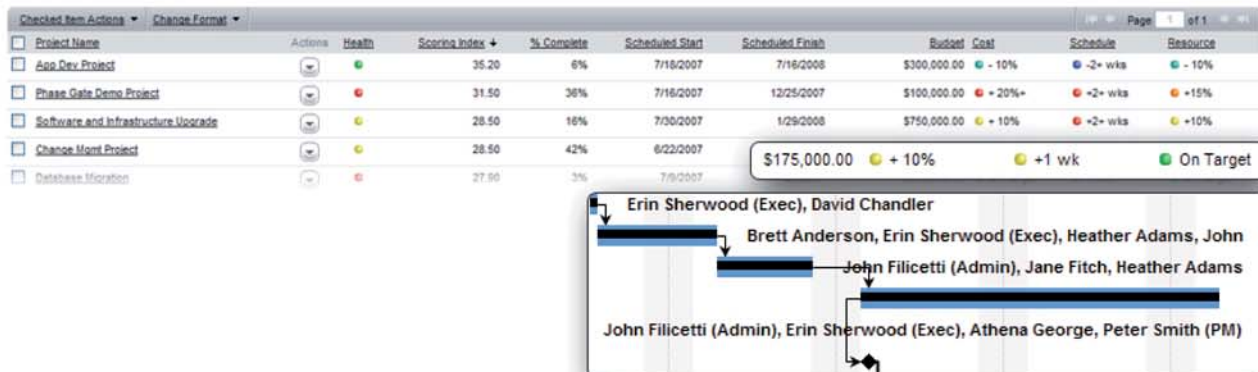 Checked Item Actions Change Format Page 1 of 1
Project Name Actions Health Scoring Index % Complete Scheduled Start Scheduled Finish Budget Cost Schedule Resource
App Dev Project 35.20 6% 7/18/2007 7/16/2008 $300,000.00 - 10% -2+ wks - 10%
Phase Gate Demo Project 31.50 36% 7/16/2007 12/25/2007 $100,000.00 + 20%+ +2+ wks +15%
Software and Infrastructure Upgrade 28.50 16% 7/30/2007 1/29/2008 $750,000.00 + 10% +2+ wks +10%
Change Mgmt Project 28.50 42% 6/22/2007
$175,000.00 + 10% +1 wk On Target
Database Migration 27.90 3% 7/9/2007
Erin Sherwood (Exec), David Chandler
Brett Anderson, Erin Sherwood (Exec), Heather Adams, John
John Filicetti (Admin), Jane Fitch, Heather Adams
John Filicetti (Admin), Erin Sherwood (Exec), Athena George, Peter Smith (PM)